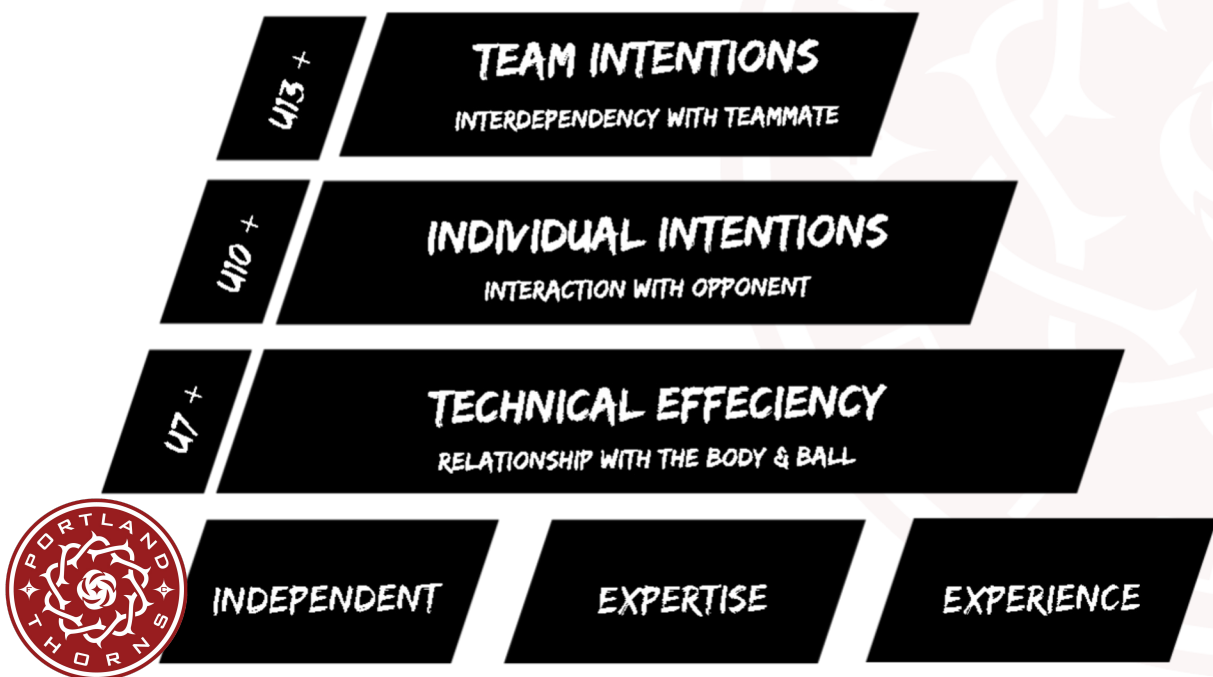 U13 +
TEAM INTENTIONS
INTERDEPENDENCY WITH TEAMMATE
U10 +
INDIVIDUAL INTENTIONS
INTERACTION WITH OPPONENT
U7 +
TECHNICAL EFFECIENCY
RELATIONSHIP WITH THE BODY & BALL
INDEPENDENT
EXPERTISE
EXPERIENCE
PORTLAND
F C
THORNS